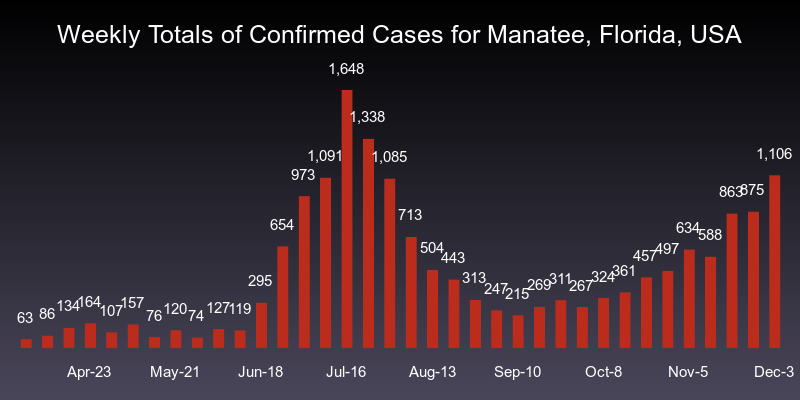 Weekly Totals of Confirmed Cases for Manatee, Florida, USA
63 86 134 164 107 157 76 120 74 127 119 295 654 973 1,091 1,648 1,338 1,085 713 504 443 313 247 215 269 311 267 324 361 457 497 634 588 863 875 1,106
Apr-23 May-21 Jun-18 Jul-16 Aug-13 Sep-10 Oct-8 Nov-5 Dec-3